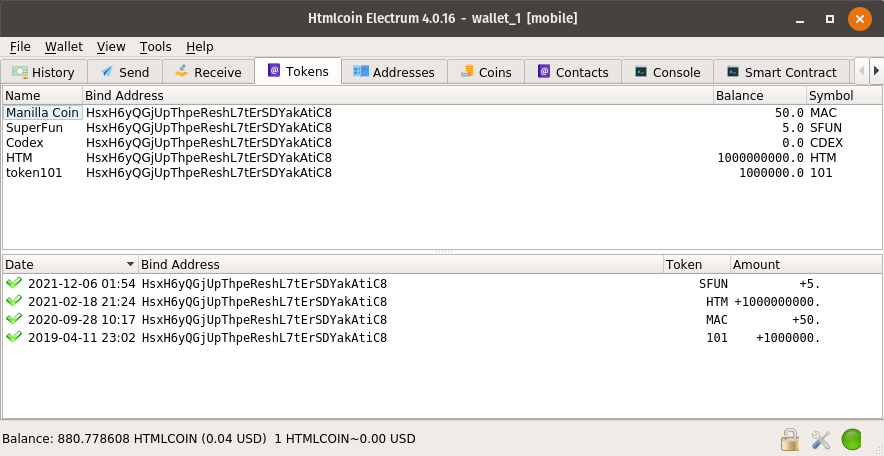 Htmlcoin Electrum 4.0.16 - wallet_1 [mobile]
File Wallet View Tools Help
History Send Receive Tokens Addresses Coins Contacts Console Smart Contract
Name Bind Address Balance Symbol
Manilla Coin HsxH6yQGjUpThpeReshL7tErSDYakAtiC8 50.0 MAC
SuperFun HsxH6yQGjUpThpeReshL7tErSDYakAtiC8 5.0 SFUN
Codex HsxH6yQGjUpThpeReshL7tErSDYakAtiC8 0.0 CDEX
HTM HsxH6yQGjUpThpeReshL7tErSDYakAtiC8 1000000000.0 HTM
token101 HsxH6yQGjUpThpeReshL7tErSDYakAtiC8 1000000.0 101
Date Bind Address Token Amount
2021-12-06 01:54 HsxH6yQGjUpThpeReshL7tErSDYakAtiC8 SFUN +5.
2021-02-18 21:24 HsxH6yQGjUpThpeReshL7tErSDYakAtiC8 HTM +1000000000.
2020-09-28 10:17 HsxH6yQGjUpThpeReshL7tErSDYakAtiC8 MAC +50.
2019-04-11 23:02 HsxH6yQGjUpThpeReshL7tErSDYakAtiC8 101 +1000000.
Balance: 880.778608 HTMLCOIN (0.04 USD) 1 HTMLCOIN~0.00 USD